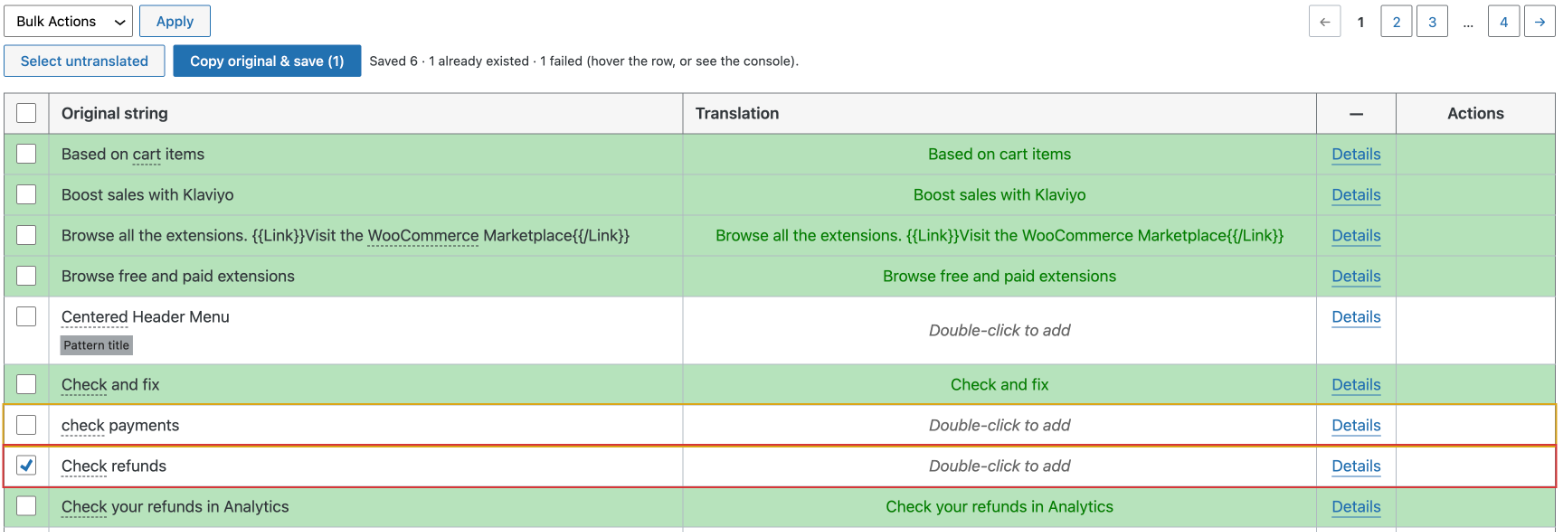 Bulk Actions Apply ← 1 2 3 … 4 →
Select untranslated Copy original & save (1) Saved 6 · 1 already existed · 1 failed (hover the row, or see the console).
Original string Translation — Actions
Based on cart items Based on cart items Details
Boost sales with Klaviyo Boost sales with Klaviyo Details
Browse all the extensions. {{Link}}Visit the WooCommerce Marketplace{{/Link}} Browse all the extensions. {{Link}}Visit the WooCommerce Marketplace{{/Link}} Details
Browse free and paid extensions Browse free and paid extensions Details
Centered Header Menu Double-click to add Details
Pattern title
Check and fix Check and fix Details
check payments Double-click to add Details
Check refunds Double-click to add Details
Check your refunds in Analytics Check your refunds in Analytics Details